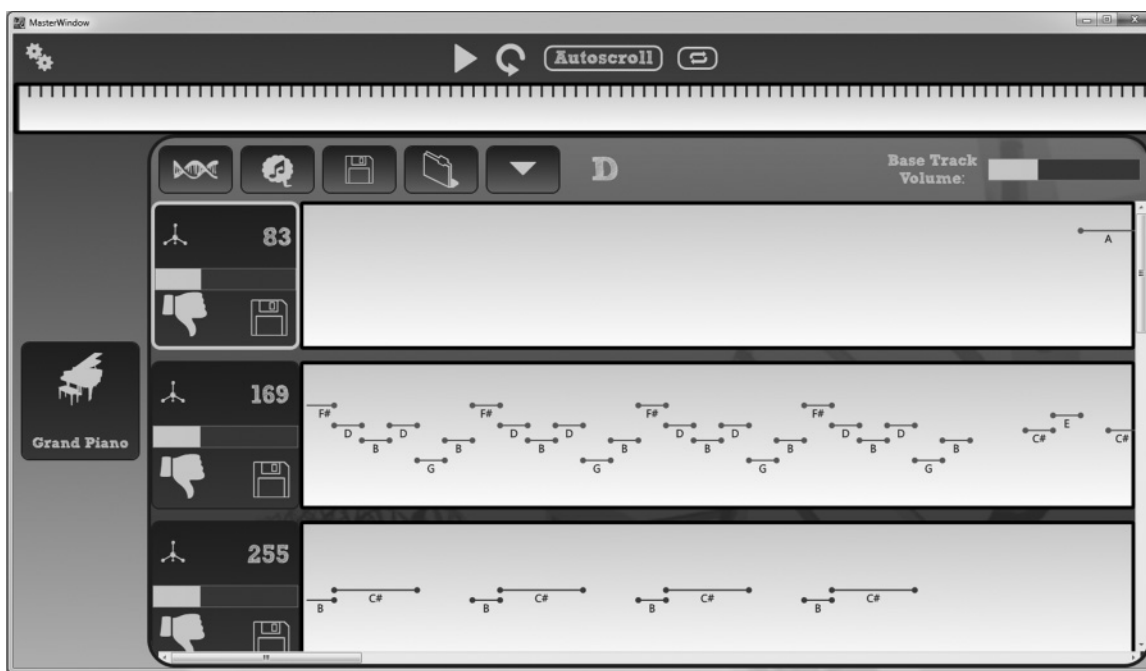 MasterWindow
Autoscroll
D
Base Track
Volume:
83
A
Grand Piano
169
F# F# F# F#
E
D D D D D D D D
B B B B B B B B C# C#
G G G G
255
C# C# C# C#
B B B B